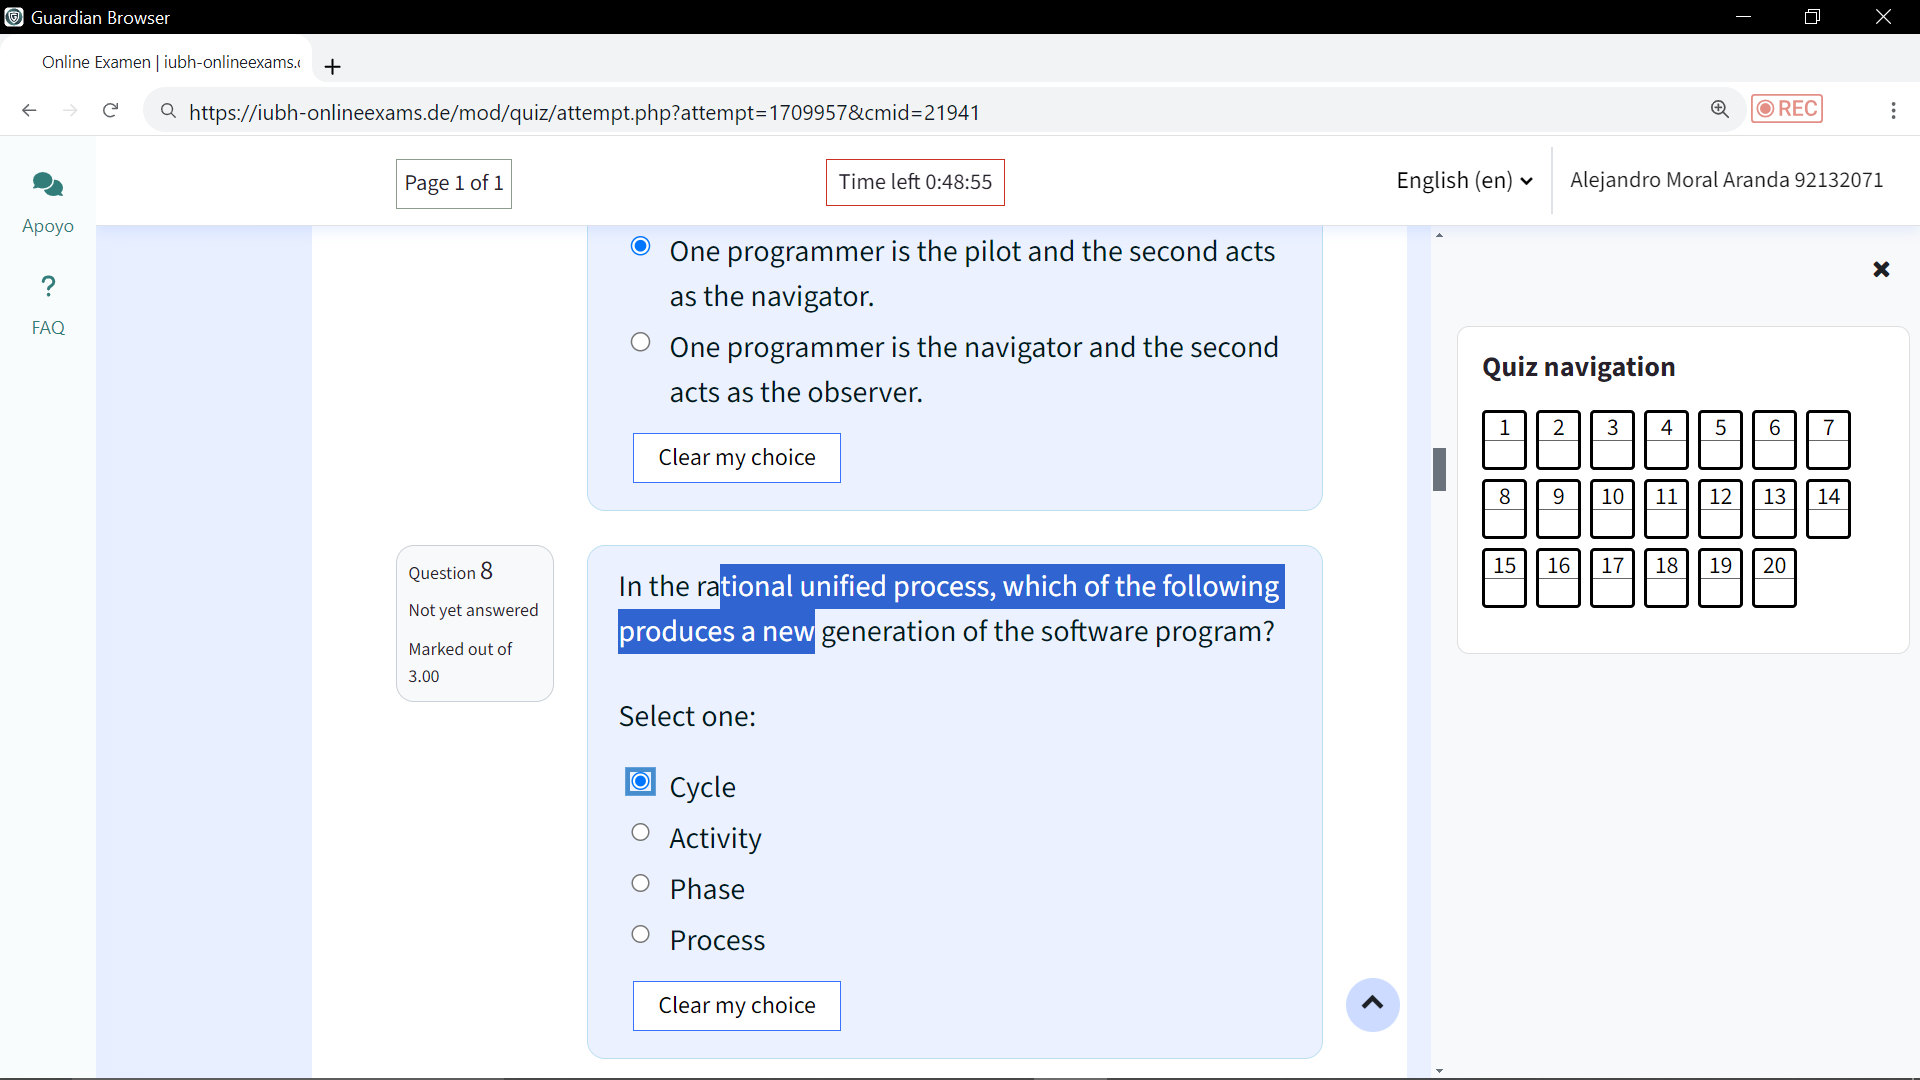 Guardian Browser
Online Examen | iubh-onlineexams.
https://iubh-onlineexams.de/mod/quiz/attempt.php?attempt=1709957&cmid=21941
REC
Apoyo
?
FAQ
Page 1 of 1
Time left 0:48:55
English (en)
Alejandro Moral Aranda 92132071
One programmer is the pilot and the second acts
as the navigator.
One programmer is the navigator and the second
acts as the observer.
Clear my choice
Question 8
Not yet answered
Marked out of
3.00
In the rational unified process, which of the following
produces a new generation of the software program?
Select one:
Cycle
Activity
Phase
Process
Clear my choice
Quiz navigation
1 2 3 4 5 6 7
8 9 10 11 12 13 14
15 16 17 18 19 20